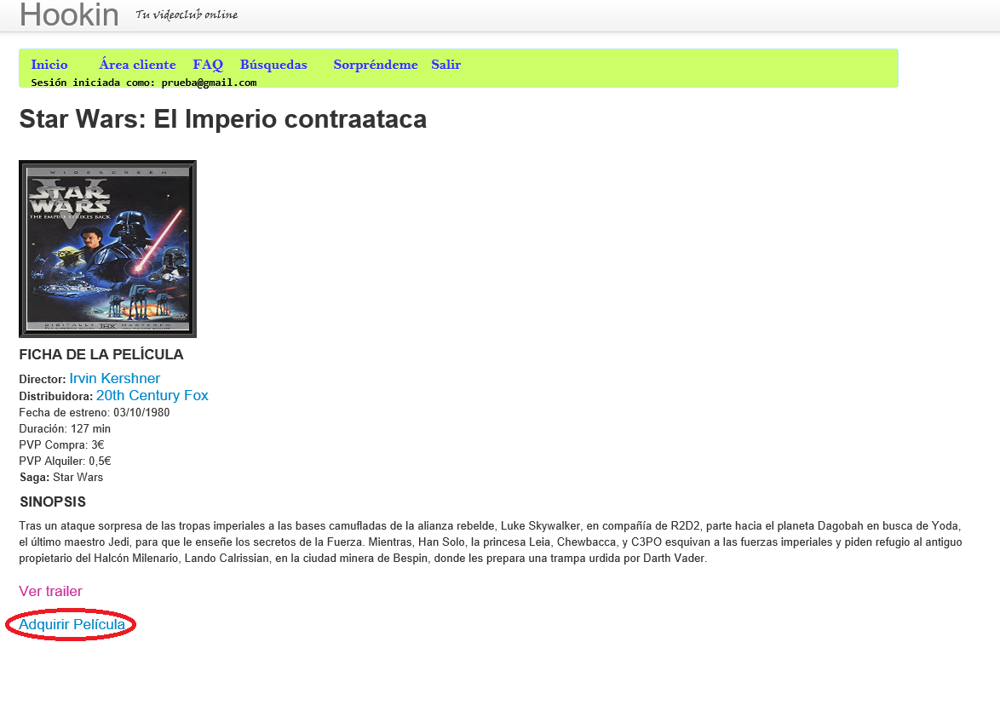 Hookin Tu videoclub online
Inicio Área cliente FAQ Búsquedas Sorpréndeme Salir
Sesión iniciada como: prueba@gmail.com
Star Wars: El Imperio contraataca
WIDESCREEN
V
STAR
WARS
THE EMPIRE STRIKES BACK
DIGITALLY THX MASTERED
FICHA DE LA PELÍCULA
Director: Irvin Kershner
Distribuidora: 20th Century Fox
Fecha de estreno: 03/10/1980
Duración: 127 min
PVP Compra: 3€
PVP Alquiler: 0,5€
Saga: Star Wars
SINOPSIS
Tras un ataque sorpresa de las tropas imperiales a las bases camufladas de la alianza rebelde, Luke Skywalker, en compañía de R2D2, parte hacia el planeta Dagobah en busca de Yoda,
el último maestro Jedi, para que le enseñe los secretos de la Fuerza. Mientras, Han Solo, la princesa Leia, Chewbacca, y C3PO esquivan a las fuerzas imperiales y piden refugio al antiguo
propietario del Halcón Milenario, Lando Calrissian, en la ciudad minera de Bespin, donde les prepara una trampa urdida por Darth Vader.
Ver trailer
Adquirir Película